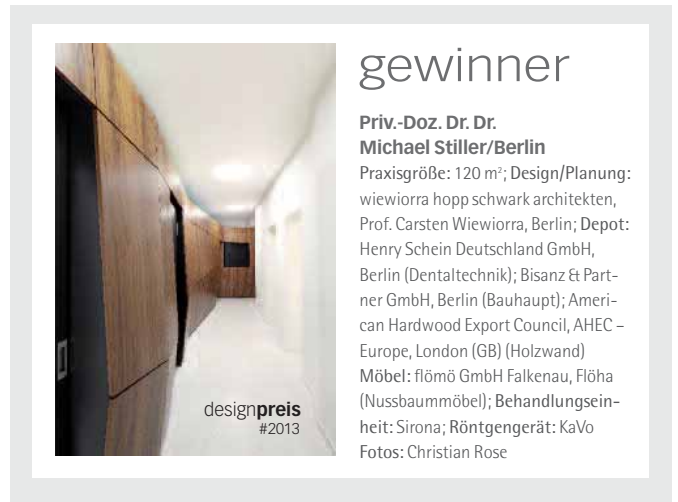 gewinner
Priv.-Doz. Dr. Dr.
Michael Stiller/Berlin
Praxisgröße: 120 m²; Design/Planung:
wiewiorra hopp schwark architekten,
Prof. Carsten Wiewiorra, Berlin; Depot:
Henry Schein Deutschland GmbH,
Berlin (Dentaltechnik); Bisanz & Part-
ner GmbH, Berlin (Bauhaupt); Ameri-
can Hardwood Export Council, AHEC –
Europe, London (GB) (Holzwand)
Möbel: flömö GmbH Falkenau, Flöha
(Nussbaummöbel); Behandlungsein-
heit: Sirona; Röntgengerät: KaVo
Fotos: Christian Rose
designpreis
#2013